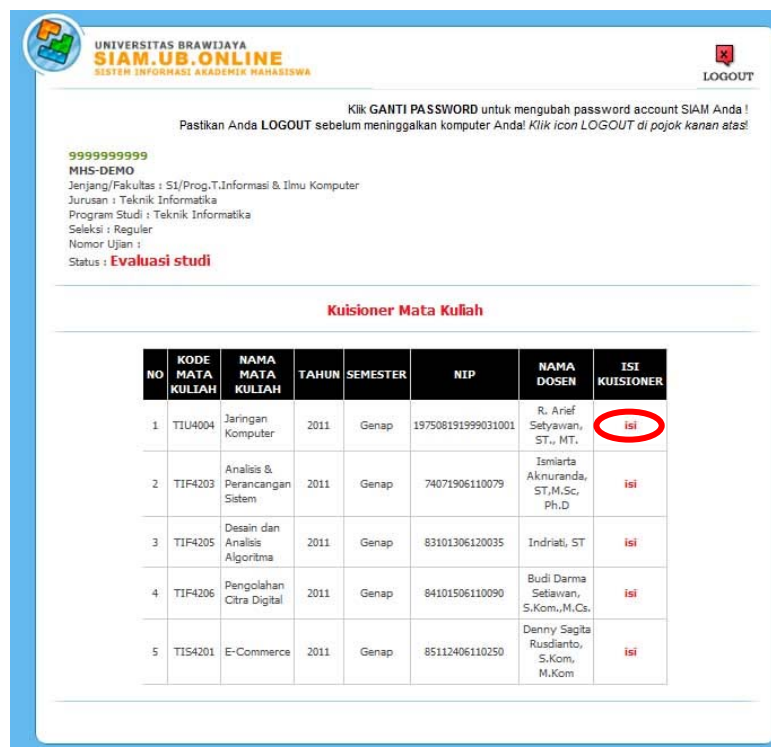 UNIVERSITAS BRAWIJAYA
SIAM.UB.ONLINE
SISTEM INFORMASI AKADEMIK MAHASISWA
LOGOUT
Klik GANTI PASSWORD untuk mengubah password account SIAM Anda !
Pastikan Anda LOGOUT sebelum meninggalkan komputer Anda! Klik icon LOGOUT di pojok kanan atas!
9999999999
MHS-DEMO
Jenjang/Fakultas : S1/Prog.T.Informasi & Ilmu Komputer
Jurusan : Teknik Informatika
Program Studi : Teknik Informatika
Seleksi : Reguler
Nomor Ujian :
Status : Evaluasi studi
Kuisioner Mata Kuliah
NO KODE MATA KULIAH NAMA MATA KULIAH TAHUN SEMESTER NIP NAMA DOSEN ISI KUISIONER
1 TIU4004 Jaringan Komputer 2011 Genap 197508191999031001 R. Arief Setyawan, ST., MT. isi
2 TIF4203 Analisis & Perancangan Sistem 2011 Genap 74071906110079 Ismiarta Aknuranda, ST,M.Sc, Ph.D isi
3 TIF4205 Desain dan Analisis Algoritma 2011 Genap 83101306120035 Indriati, ST isi
4 TIF4206 Pengolahan Citra Digital 2011 Genap 84101506110090 Budi Darma Setiawan, S.Kom.,M.Cs. isi
5 TIS4201 E-Commerce 2011 Genap 85112406110250 Denny Sagita Rusdianto, S.Kom, M.Kom isi